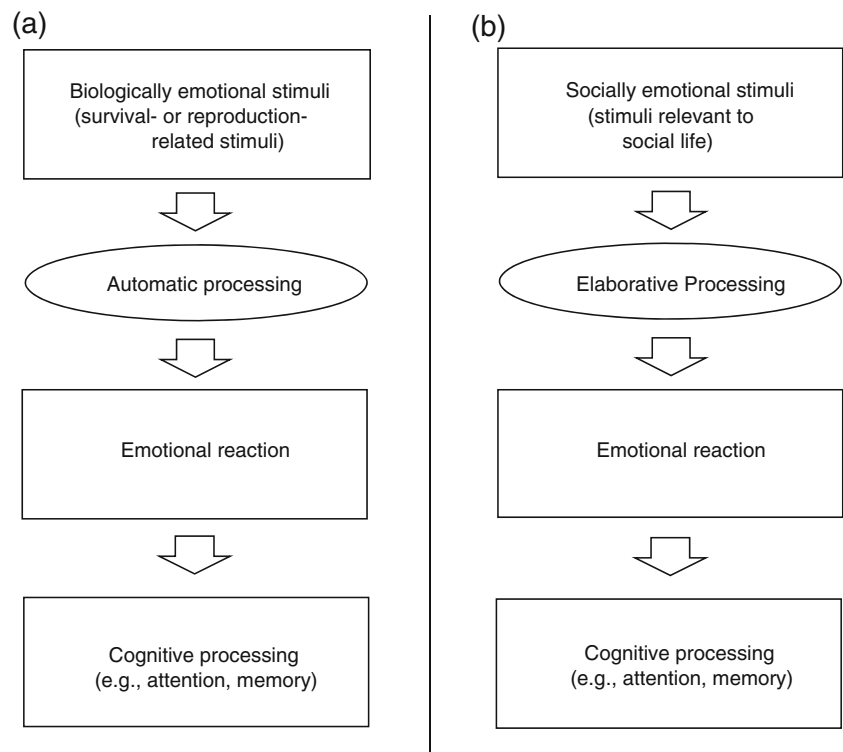 (a)
Biologically emotional stimuli
(survival- or reproduction-
related stimuli)
Automatic processing
Emotional reaction
Cognitive processing
(e.g., attention, memory)
(b)
Socially emotional stimuli
(stimuli relevant to
social life)
Elaborative Processing
Emotional reaction
Cognitive processing
(e.g., attention, memory)